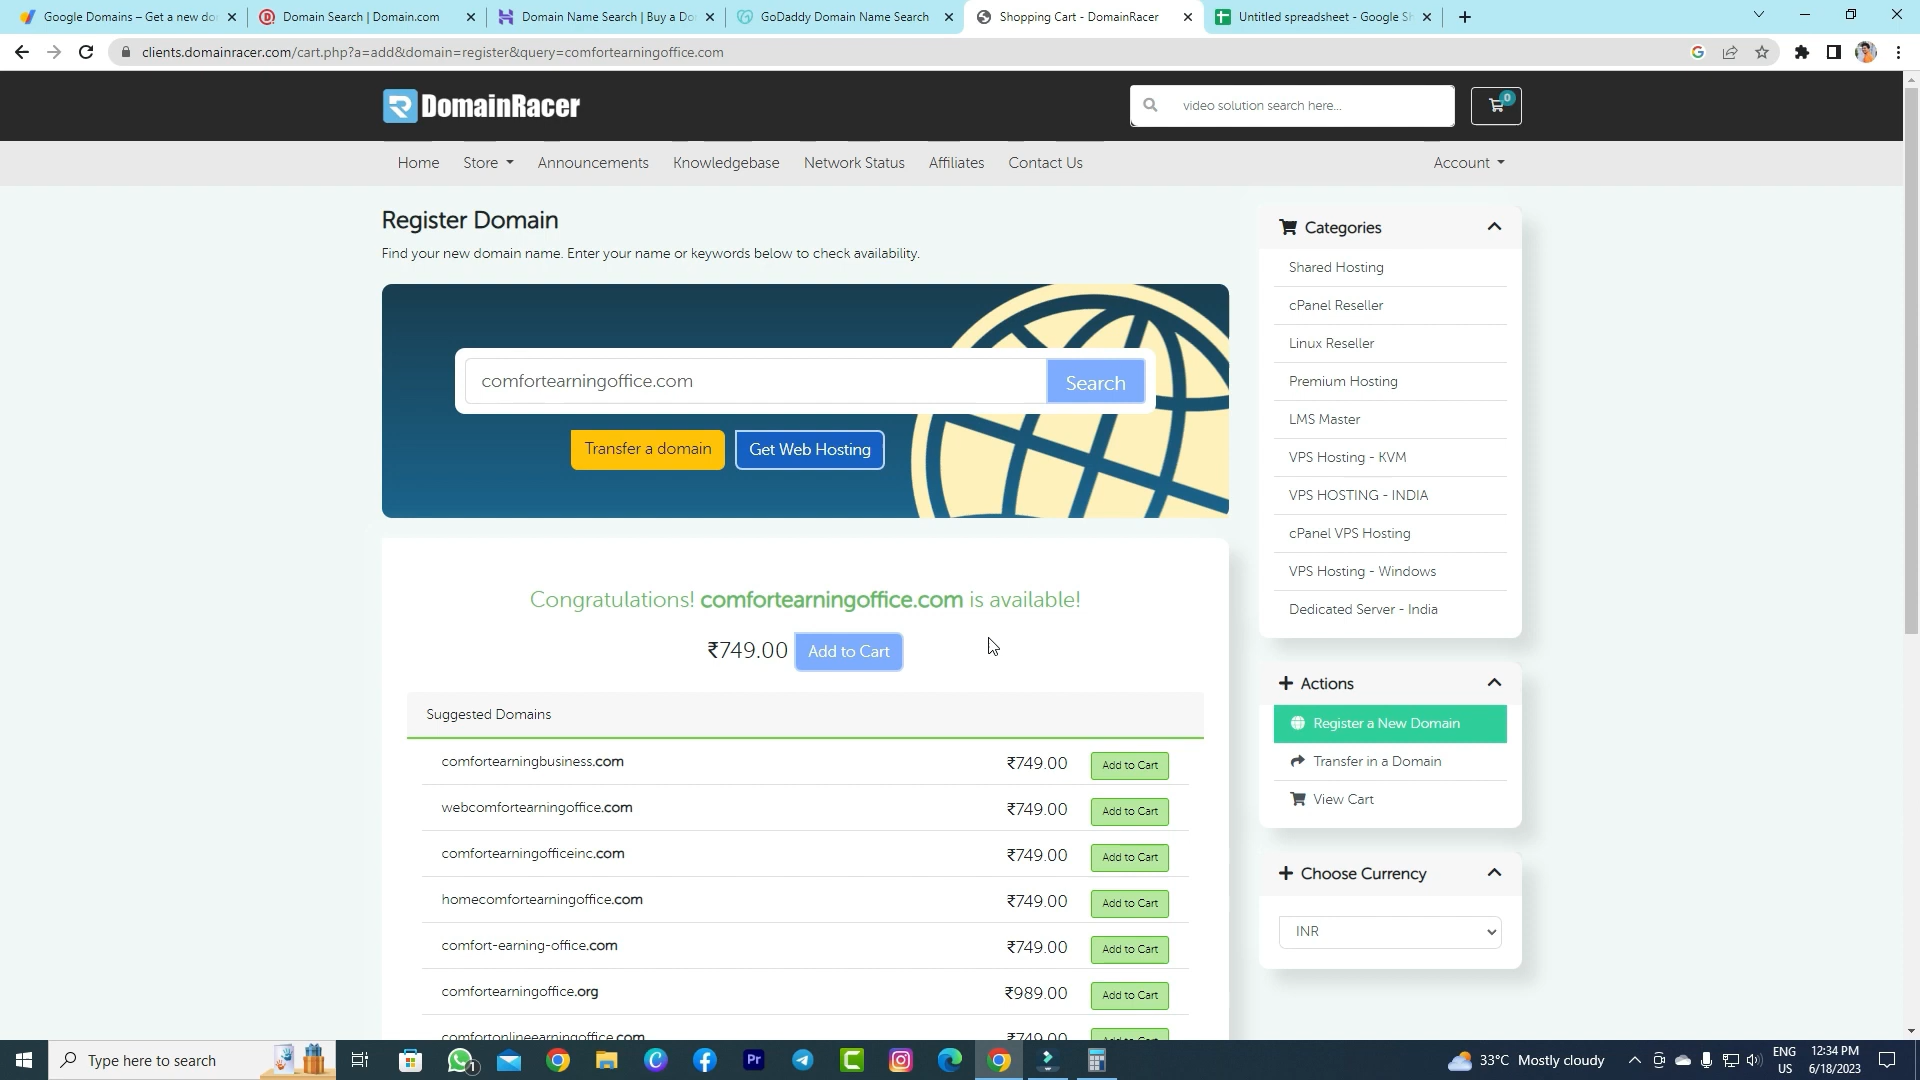 Google Domains – Get a new do
Domain Search | Domain.com
Domain Name Search | Buy a Do
GoDaddy Domain Name Search
Shopping Cart - DomainRacer
Untitled spreadsheet - Google Sh
clients.domainracer.com/cart.php?a=add&domain=register&query=comfortearningoffice.com
DomainRacer
video solution search here...
0
Home
Store
Announcements
Knowledgebase
Network Status
Affiliates
Contact Us
Account
Register Domain
Find your new domain name. Enter your name or keywords below to check availability.
comfortearningoffice.com
Search
Transfer a domain
Get Web Hosting
Congratulations! comfortearningoffice.com is available!
₹749.00 Add to Cart
Suggested Domains
comfortearningbusiness.com ₹749.00 Add to Cart
webcomfortearningoffice.com ₹749.00 Add to Cart
comfortearningofficeinc.com ₹749.00 Add to Cart
homecomfortearningoffice.com ₹749.00 Add to Cart
comfort-earning-office.com ₹749.00 Add to Cart
comfortearningoffice.org ₹989.00 Add to Cart
comfortonlineearningoffice.com ₹749.00 Add to Cart
Categories
Shared Hosting
cPanel Reseller
Linux Reseller
Premium Hosting
LMS Master
VPS Hosting - KVM
VPS HOSTING - INDIA
cPanel VPS Hosting
VPS Hosting - Windows
Dedicated Server - India
Actions
Register a New Domain
Transfer in a Domain
View Cart
Choose Currency
INR
Type here to search
1
Pr
33°C Mostly cloudy
ENG
US
12:34 PM
6/18/2023